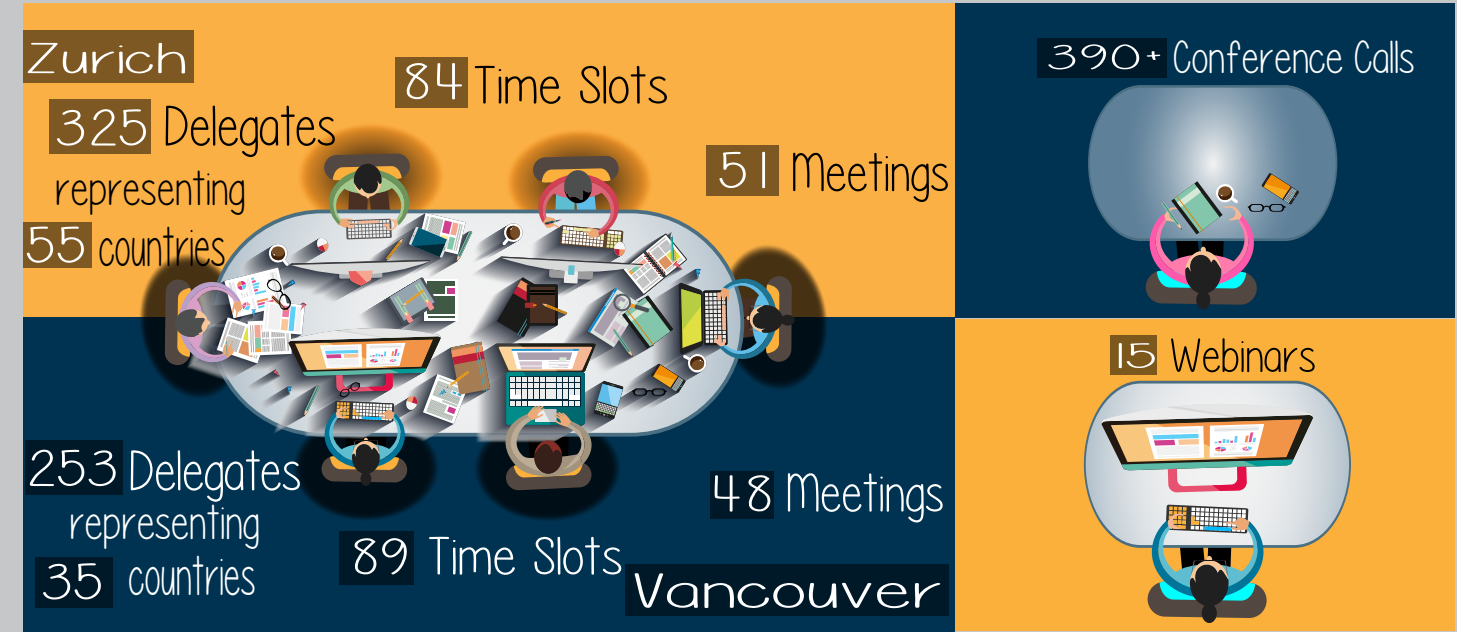 Zurich
325 Delegates
representing
55 countries
84 Time Slots
51 Meetings
253 Delegates
representing
35 countries
89 Time Slots
48 Meetings
Vancouver
390+ Conference Calls
15 Webinars